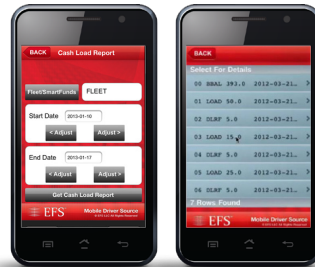 BACK Cash Load Report
Fleet/SmartFunds FLEET
Start Date 2013-01-16
< Adjust Adjust >
End Date 2013-01-17
< Adjust Adjust >
Get Cash Load Report
EFS Mobile Driver Source
BACK
Select For Details
00 BBAL 393.0 2012-03-21… >
01 LOAD 50.0 2012-03-21… >
02 DLRF 5.0 2012-03-21… >
03 LOAD 15.0 2012-03-21… >
04 DLRF 5.0 2012-03-21… >
05 LOAD 25.0 2012-03-21… >
06 DLRF 5.0 2012-03-21… >
7 Rows Found
EFS Mobile Driver Source